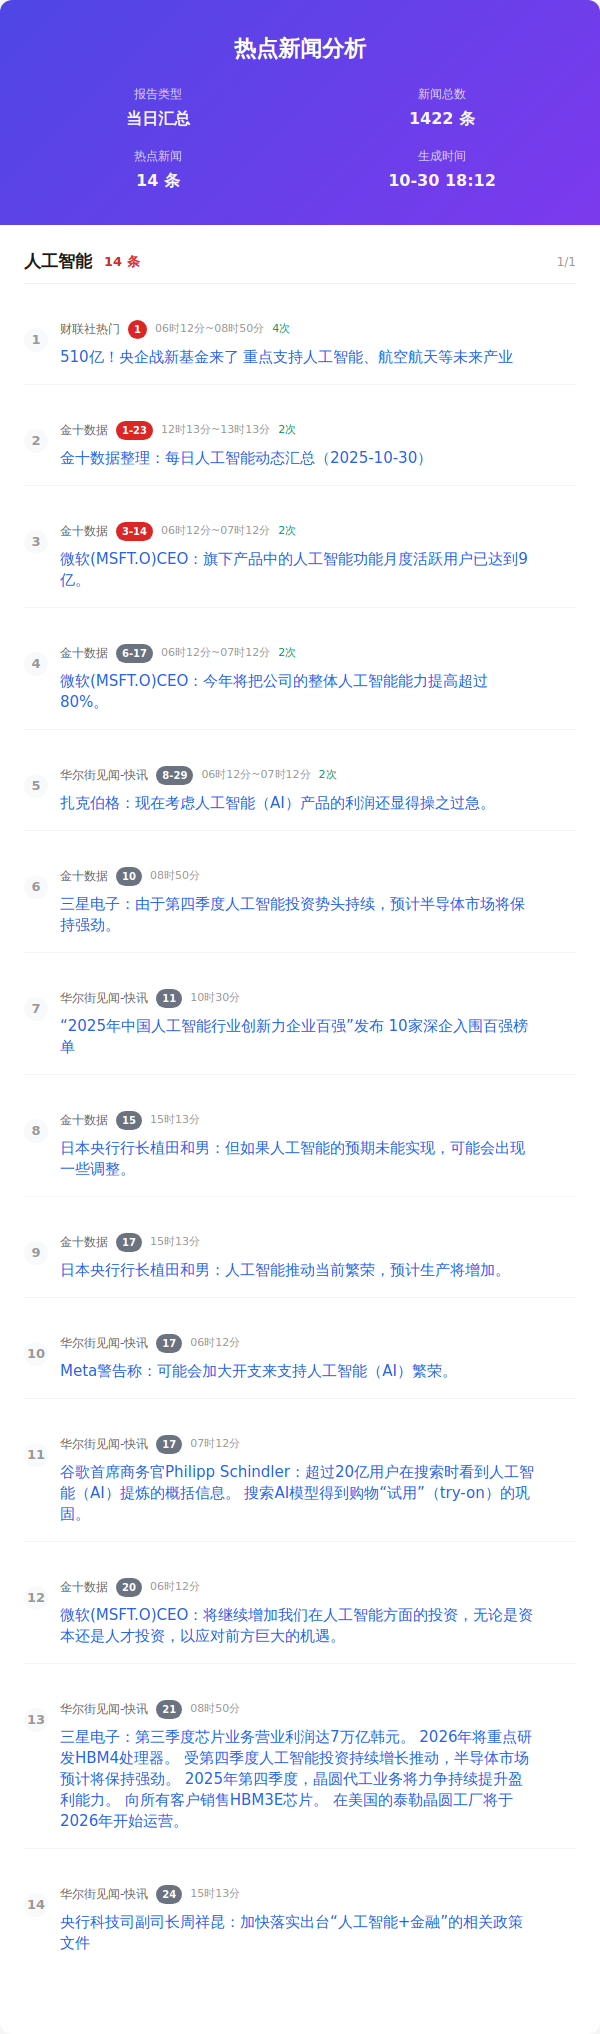 热点新闻分析
报告类型
当日汇总
新闻总数
1422 条
热点新闻
14 条
生成时间
10-30 18:12
人工智能 14 条 1/1
1 财联社热门 1 06时12分~08时50分 4次
510亿！央企战新基金来了 重点支持人工智能、航空航天等未来产业
2 金十数据 1-23 12时13分~13时13分 2次
金十数据整理：每日人工智能动态汇总（2025-10-30）
3 金十数据 3-14 06时12分~07时12分 2次
微软(MSFT.O)CEO：旗下产品中的人工智能功能月度活跃用户已达到9
亿。
4 金十数据 6-17 06时12分~07时12分 2次
微软(MSFT.O)CEO：今年将把公司的整体人工智能能力提高超过
80%。
5 华尔街见闻-快讯 8-29 06时12分~07时12分 2次
扎克伯格：现在考虑人工智能（AI）产品的利润还显得操之过急。
6 金十数据 10 08时50分
三星电子：由于第四季度人工智能投资势头持续，预计半导体市场将保
持强劲。
7 华尔街见闻-快讯 11 10时30分
“2025年中国人工智能行业创新力企业百强”发布 10家深企入围百强榜
单
8 金十数据 15 15时13分
日本央行行长植田和男：但如果人工智能的预期未能实现，可能会出现
一些调整。
9 金十数据 17 15时13分
日本央行行长植田和男：人工智能推动当前繁荣，预计生产将增加。
10 华尔街见闻-快讯 17 06时12分
Meta警告称：可能会加大开支来支持人工智能（AI）繁荣。
11 华尔街见闻-快讯 17 07时12分
谷歌首席商务官Philipp Schindler：超过20亿用户在搜索时看到人工智
能（AI）提炼的概括信息。 搜索AI模型得到购物“试用”（try-on）的巩
固。
12 金十数据 20 06时12分
微软(MSFT.O)CEO：将继续增加我们在人工智能方面的投资，无论是资
本还是人才投资，以应对前方巨大的机遇。
13 华尔街见闻-快讯 21 08时50分
三星电子：第三季度芯片业务营业利润达7万亿韩元。 2026年将重点研
发HBM4处理器。 受第四季度人工智能投资持续增长推动，半导体市场
预计将保持强劲。 2025年第四季度，晶圆代工业务将力争持续提升盈
利能力。 向所有客户销售HBM3E芯片。 在美国的泰勒晶圆工厂将于
2026年开始运营。
14 华尔街见闻-快讯 24 15时13分
央行科技司副司长周祥昆：加快落实出台“人工智能+金融”的相关政策
文件